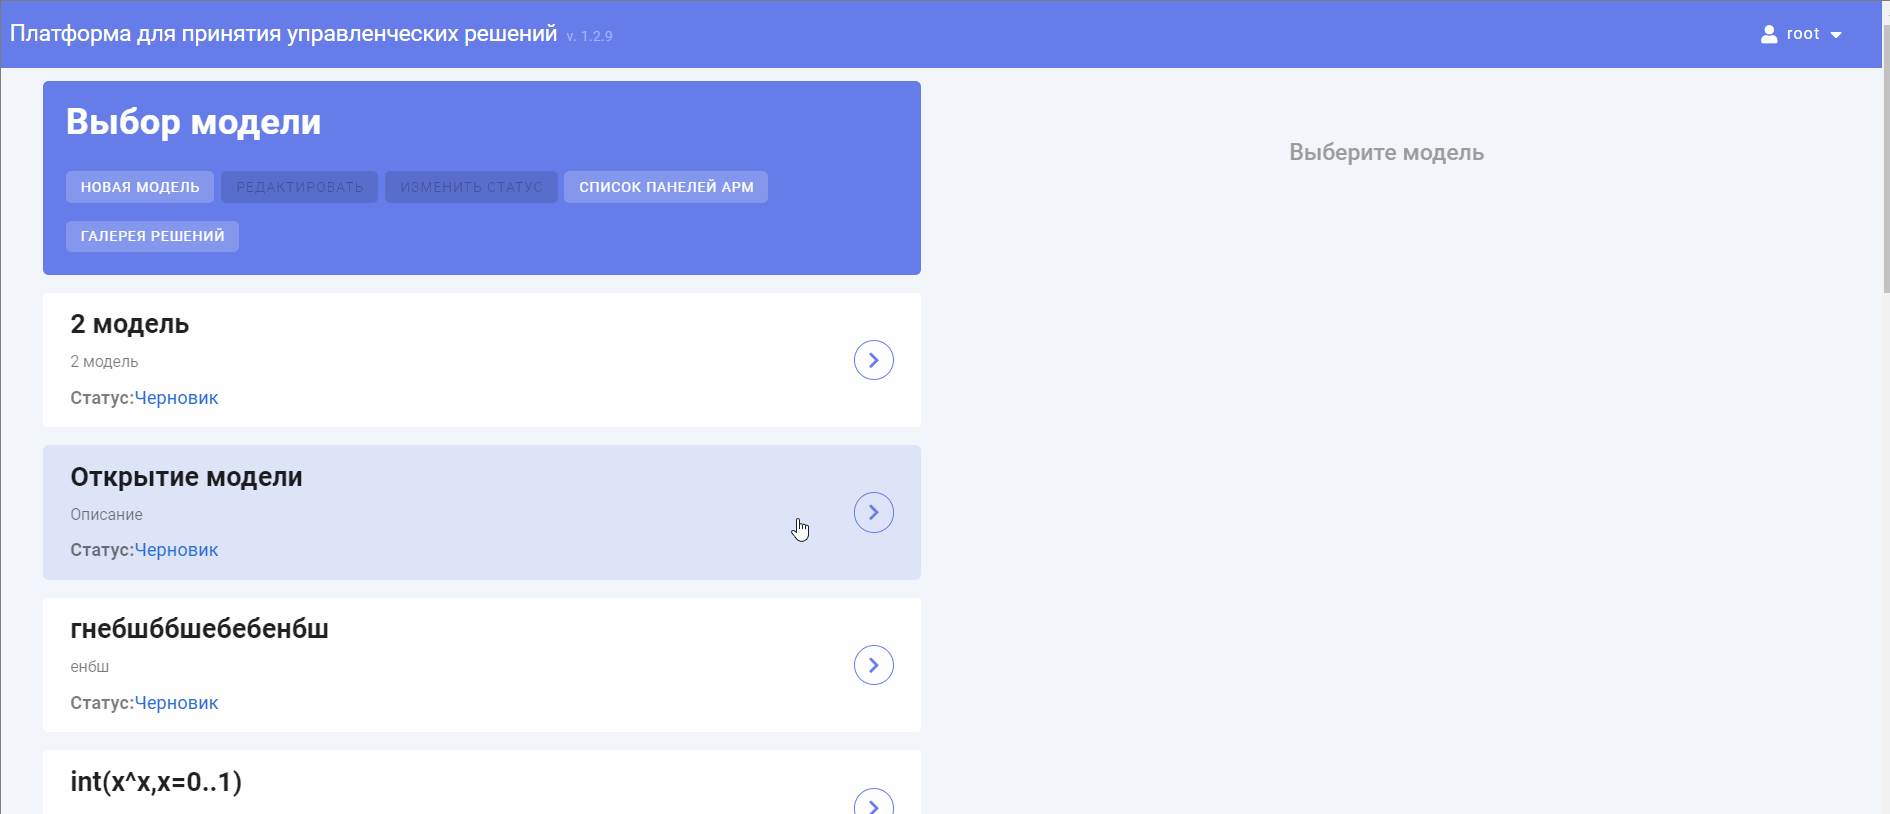 Платформа для принятия управленческих решений v. 1.2.9
root
Выбор модели
НОВАЯ МОДЕЛЬ РЕДАКТИРОВАТЬ ИЗМЕНИТЬ СТАТУС СПИСОК ПАНЕЛЕЙ АРМ
ГАЛЕРЕЯ РЕШЕНИЙ
2 модель
2 модель
Статус:Черновик
Открытие модели
Описание
Статус:Черновик
гнебшббшебебенбш
енбш
Статус:Черновик
int(x^x,x=0..1)
Выберите модель